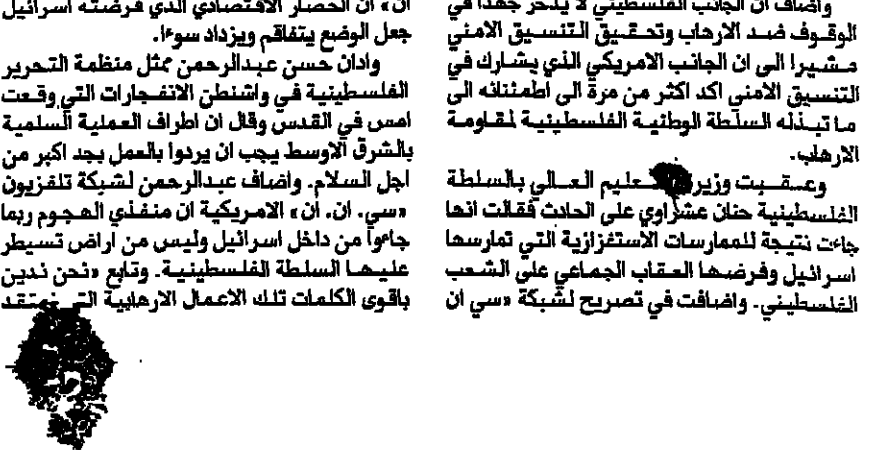 واضاف ان الجانب الفلسطيني لا يدخر جهدا في
الوقوف ضد الارهاب وتحقيق التنسيق الامني
مشيرا الى ان الجانب الامريكي الذي يشارك في
التنسيق الامني اكد اكثر من مرة الى اطمئنانه الى
ما تبذله السلطة الوطنية الفلسطينية لمقاومة
الارهاب.
وعقبت وزير العالي بالسلطة
الفلسطينية حنان عشراوي على الحادث فقالت انها
جاءت نتيجة للممارسات الاستفزازية التي تمارسها
اسرائيل وفرضها العقاب الجماعي على الشعب
الفلسطيني. واضافت في تصريح لشبكة «سي ان
ان» ان الحصار الاقتصادي الذي فرضته اسرائيل
جعل الوضع يتفاقم ويزداد سوءا.
وادان حسن عبدالرحمن ممثل منظمة التحرير
الفلسطينية في واشنطن الانفجارات التي وقعت
امس في القدس وقال ان اطراف العملية السلمية
بالشرق الاوسط يجب ان يردوا بالعمل بجد اكبر من
اجل السلام. واضاف عبدالرحمن لشبكة تلفزيون
«سي. ان. ان» الامريكية ان منفذي الهجوم ربما
جاءوا من داخل اسرائيل وليس من اراض تسيطر
عليها السلطة الفلسطينية. وتابع «نحن ندين
باقوى الكلمات تلك الاعمال الارهابية التي نعتقد